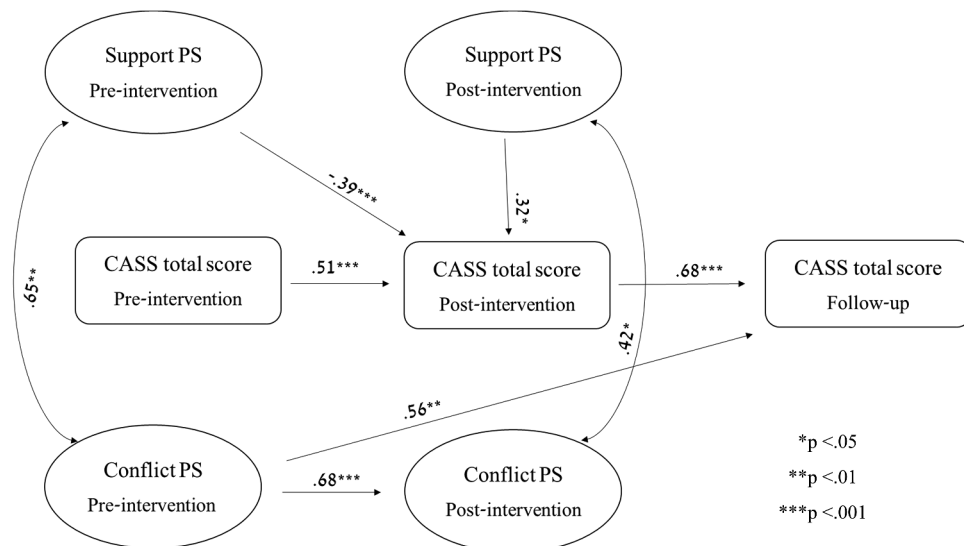 Support PS
Pre-intervention
Support PS
Post-intervention
-.39***
.32*
.65**
CASS total score
Pre-intervention
.51***
CASS total score
Post-intervention
.68***
CASS total score
Follow-up
.42*
.56**
Conflict PS
Pre-intervention
.68***
Conflict PS
Post-intervention
*p <.05
**p <.01
***p <.001